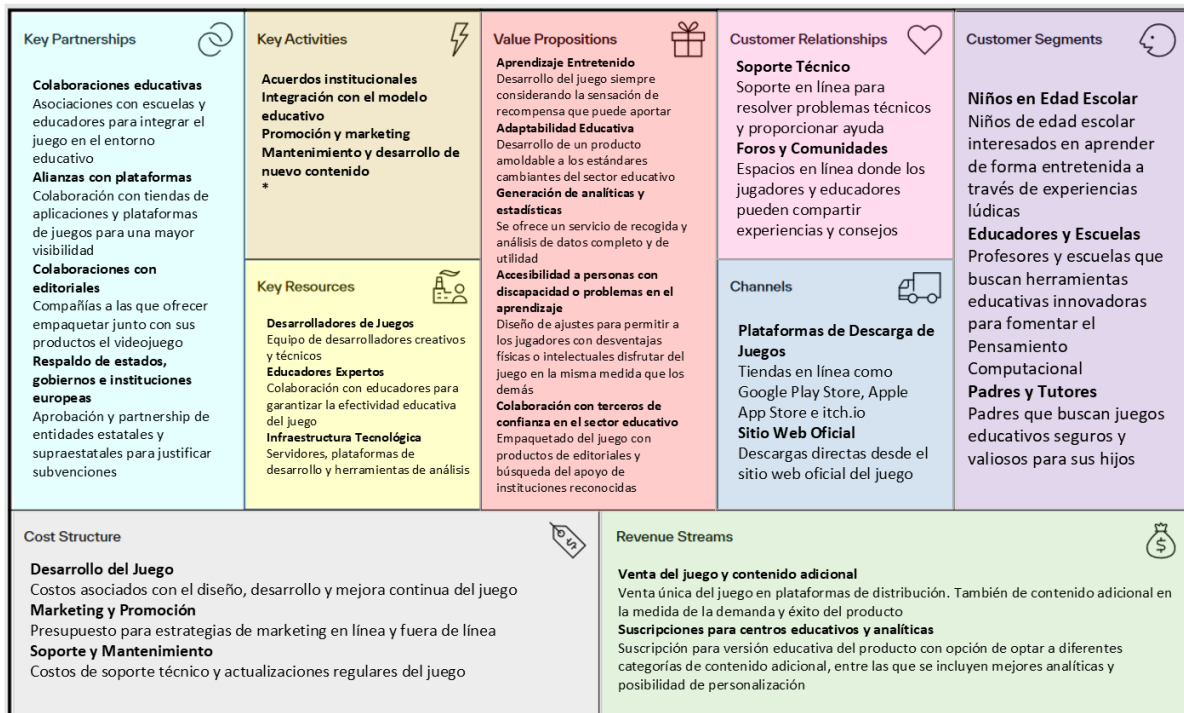 Key Partnerships
Colaboraciones educativas
Asociaciones con escuelas y
educadores para integrar el
juego en el entorno
educativo
Alianzas con plataformas
Colaboración con tiendas de
aplicaciones y plataformas
de juegos para una mayor
visibilidad
Colaboraciones con
editoriales
Compañías a las que ofrecer
empaquetar junto con sus
productos el videojuego
Respaldo de estados,
gobiernos e instituciones
europeas
Aprobación y partnership de
entidades estatales y
supraestatales para justificar
subvenciones
Key Activities
Acuerdos institucionales
Integración con el modelo
educativo
Promoción y marketing
Mantenimiento y desarrollo de
nuevo contenido
*
Key Resources
Desarrolladores de Juegos
Equipo de desarrolladores creativos
y técnicos
Educadores Expertos
Colaboración con educadores para
garantizar la efectividad educativa
del juego
Infraestructura Tecnológica
Servidores, plataformas de
desarrollo y herramientas de análisis
Value Propositions
Aprendizaje Entretenido
Desarrollo del juego siempre
considerando la sensación de
recompensa que puede aportar
Adaptabilidad Educativa
Desarrollo de un producto
amoldable a los estándares
cambiantes del sector educativo
Generación de analíticas y
estadísticas
Se ofrece un servicio de recogida y
análisis de datos completo y de
utilidad
Accesibilidad a personas con
discapacidad o problemas en el
aprendizaje
Diseño de ajustes para permitir a
los jugadores con desventajas
físicas o intelectuales disfrutar del
juego en la misma medida que los
demás
Colaboración con terceros de
confianza en el sector educativo
Empaquetado del juego con
productos de editoriales y
búsqueda del apoyo de
instituciones reconocidas
Customer Relationships
Soporte Técnico
Soporte en línea para
resolver problemas técnicos
y proporcionar ayuda
Foros y Comunidades
Espacios en línea donde los
jugadores y educadores
pueden compartir
experiencias y consejos
Channels
Plataformas de Descarga de
Juegos
Tiendas en línea como
Google Play Store, Apple
App Store e itch.io
Sitio Web Oficial
Descargas directas desde el
sitio web oficial del juego
Customer Segments
Niños en Edad Escolar
Niños de edad escolar
interesados en aprender
de forma entretenida a
través de experiencias
lúdicas
Educadores y Escuelas
Profesores y escuelas que
buscan herramientas
educativas innovadoras
para fomentar el
Pensamiento
Computacional
Padres y Tutores
Padres que buscan juegos
educativos seguros y
valiosos para sus hijos
Cost Structure
Desarrollo del Juego
Costos asociados con el diseño, desarrollo y mejora continua del juego
Marketing y Promoción
Presupuesto para estrategias de marketing en línea y fuera de línea
Soporte y Mantenimiento
Costos de soporte técnico y actualizaciones regulares del juego
Revenue Streams
Venta del juego y contenido adicional
Venta única del juego en plataformas de distribución. También de contenido adicional en
la medida de la demanda y éxito del producto
Suscripciones para centros educativos y analíticas
Suscripción para versión educativa del producto con opción de optar a diferentes
categorías de contenido adicional, entre las que se incluyen mejores analíticas y
posibilidad de personalización